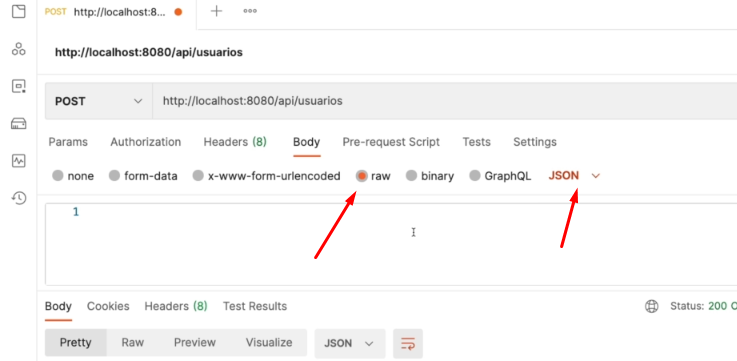 POST http://localhost:8...
http://localhost:8080/api/usuarios
POST http://localhost:8080/api/usuarios
Params Authorization Headers (8) Body Pre-request Script Tests Settings
none form-data x-www-form-urlencoded raw binary GraphQL JSON
1
Body Cookies Headers (8) Test Results Status: 200 O
Pretty Raw Preview Visualize JSON